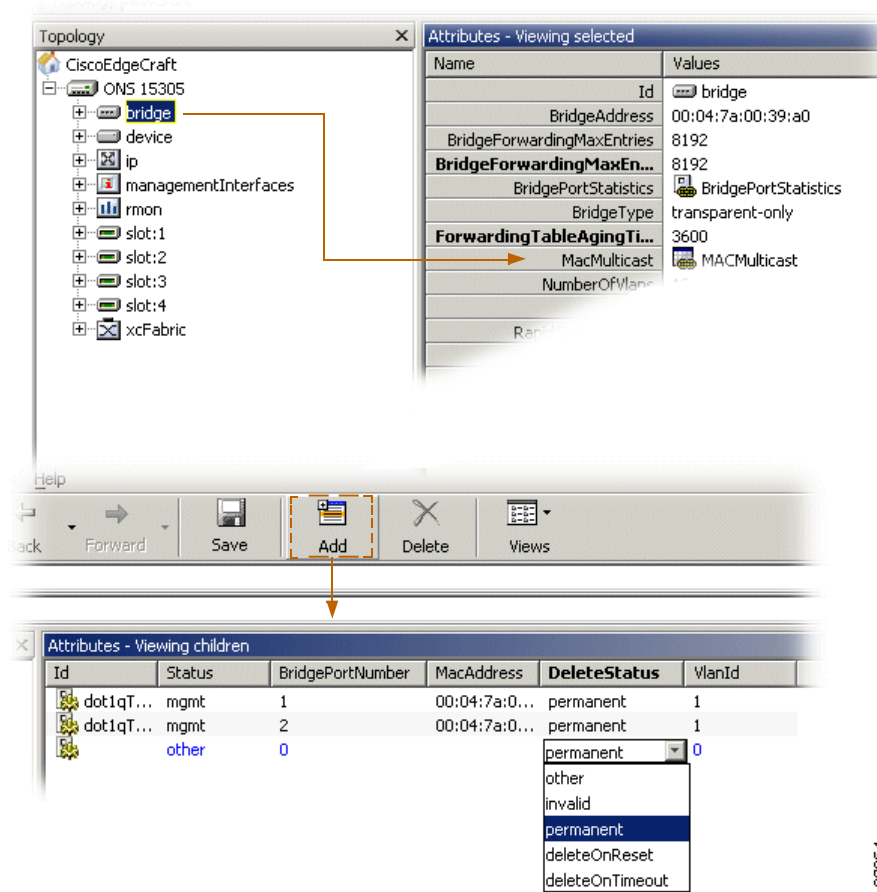 Topology
Attributes - Viewing selected
CiscoEdgeCraft
Name Values
ONS 15305
Id bridge
bridge
BridgeAddress 00:04:7a:00:39:a0
device
BridgeForwardingMaxEntries 8192
ip
BridgeForwardingMaxEn... 8192
managementInterfaces
BridgePortStatistics BridgePortStatistics
rmon
BridgeType transparent-only
slot:1
ForwardingTableAgingTi... 3600
slot:2
MacMulticast MACMulticast
slot:3
NumberOfVlans
slot:4
xcFabric
Help
Back Forward Save Add Delete Views
Attributes - Viewing children
Id Status BridgePortNumber MacAddress DeleteStatus VlanId
dot1qT... mgmt 1 00:04:7a:0... permanent 1
dot1qT... mgmt 2 00:04:7a:0... permanent 1
other 0 permanent 0
other
invalid
permanent
deleteOnReset
deleteOnTimeout